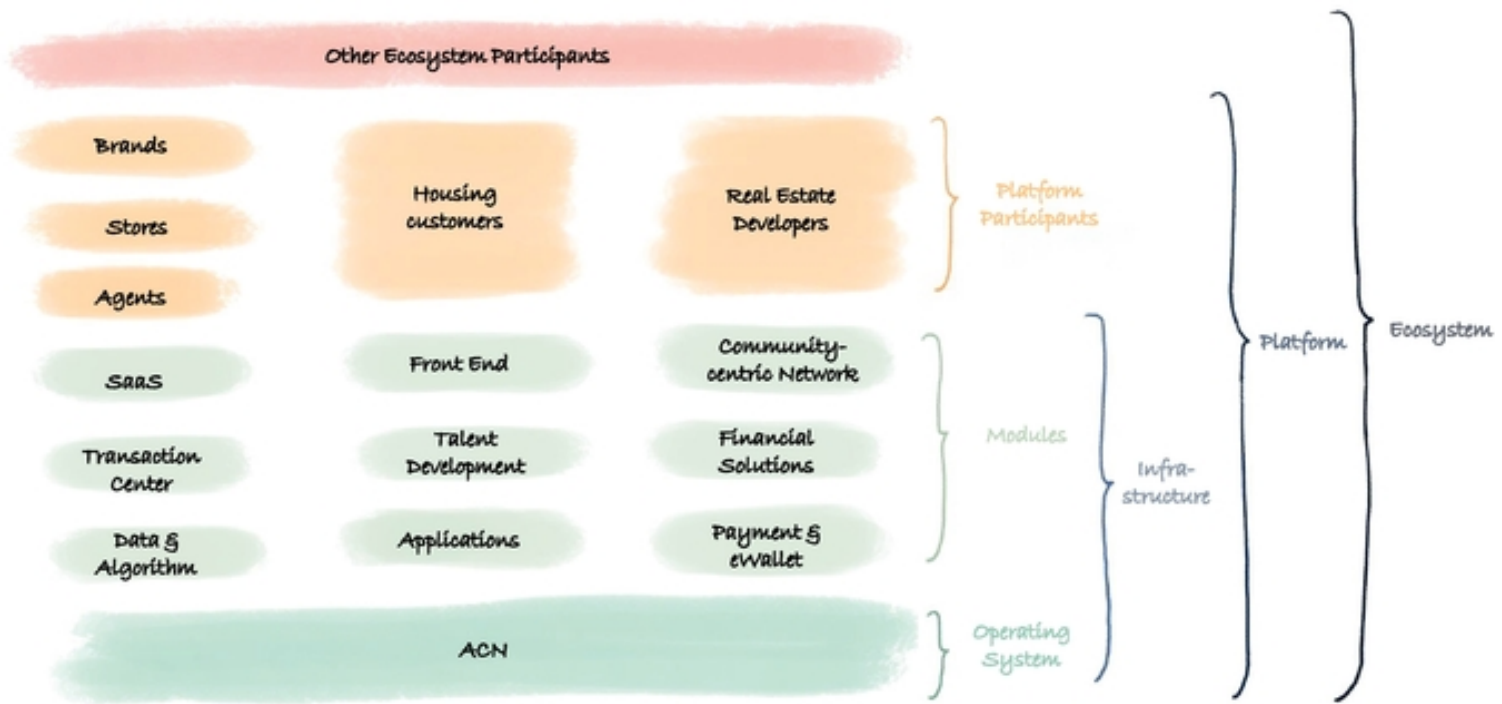 Other Ecosystem Participants
Brands
Stores
Agents
Housing
customers
Real Estate
Developers
Platform
Participants
SaaS
Front End
Community-
centric Network
Transaction
Center
Talent
Development
Financial
Solutions
Data &
Algorithm
Applications
Payment &
eWallet
Modules
ACN
Operating
System
Infra-
structure
Platform
Ecosystem